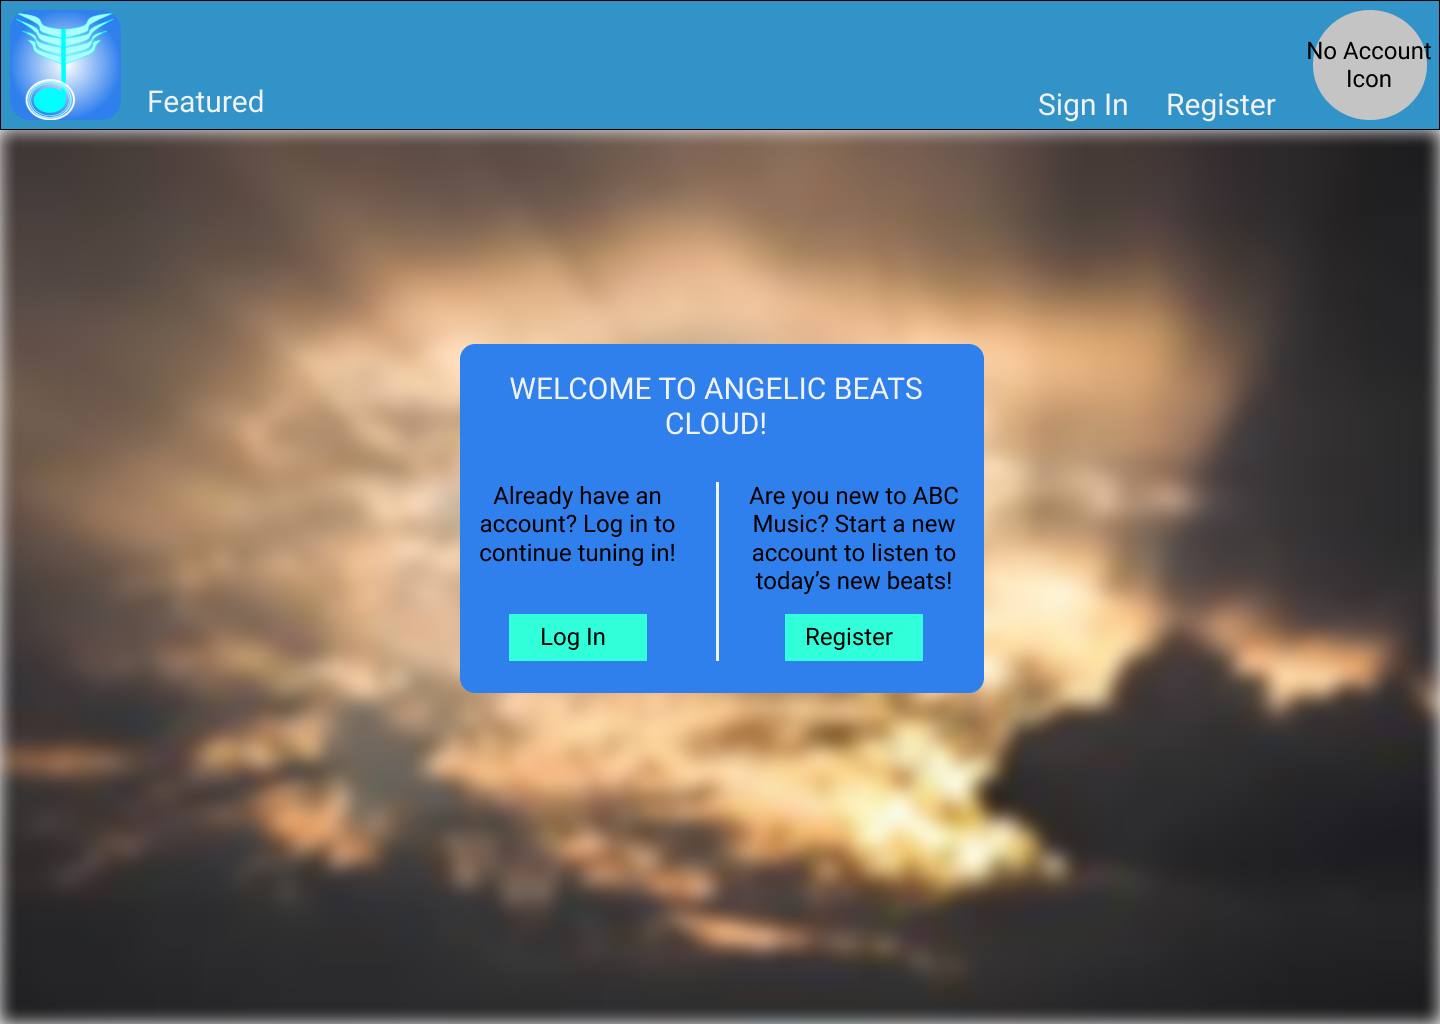 Featured
Sign In
Register
No Account
Icon
WELCOME TO ANGELIC BEATS
CLOUD!
Already have an
account? Log in to
continue tuning in!
Log In
Are you new to ABC
Music? Start a new
account to listen to
today’s new beats!
Register